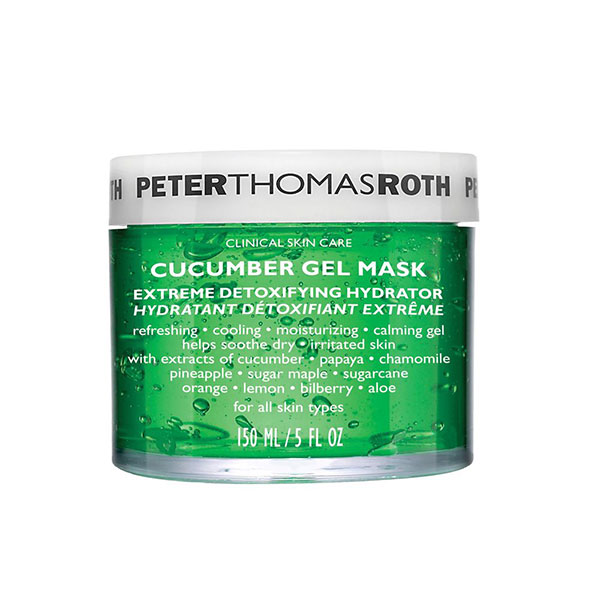 TH PETERTHOMASROTH PE
CLINICAL SKIN CARE
CUCUMBER GEL MASK
EXTREME DETOXIFYING HYDRATOR™
HYDRATANT DÉTOXIFIANT EXTRÊME
refreshing • cooling • moisturizing • calming gel
helps soothe dry • irritated skin
with extracts of cucumber • papaya • chamomile
pineapple • sugar maple • sugarcane
orange • lemon • bilberry • aloe
for all skin types
150 ML / 5 FL OZ